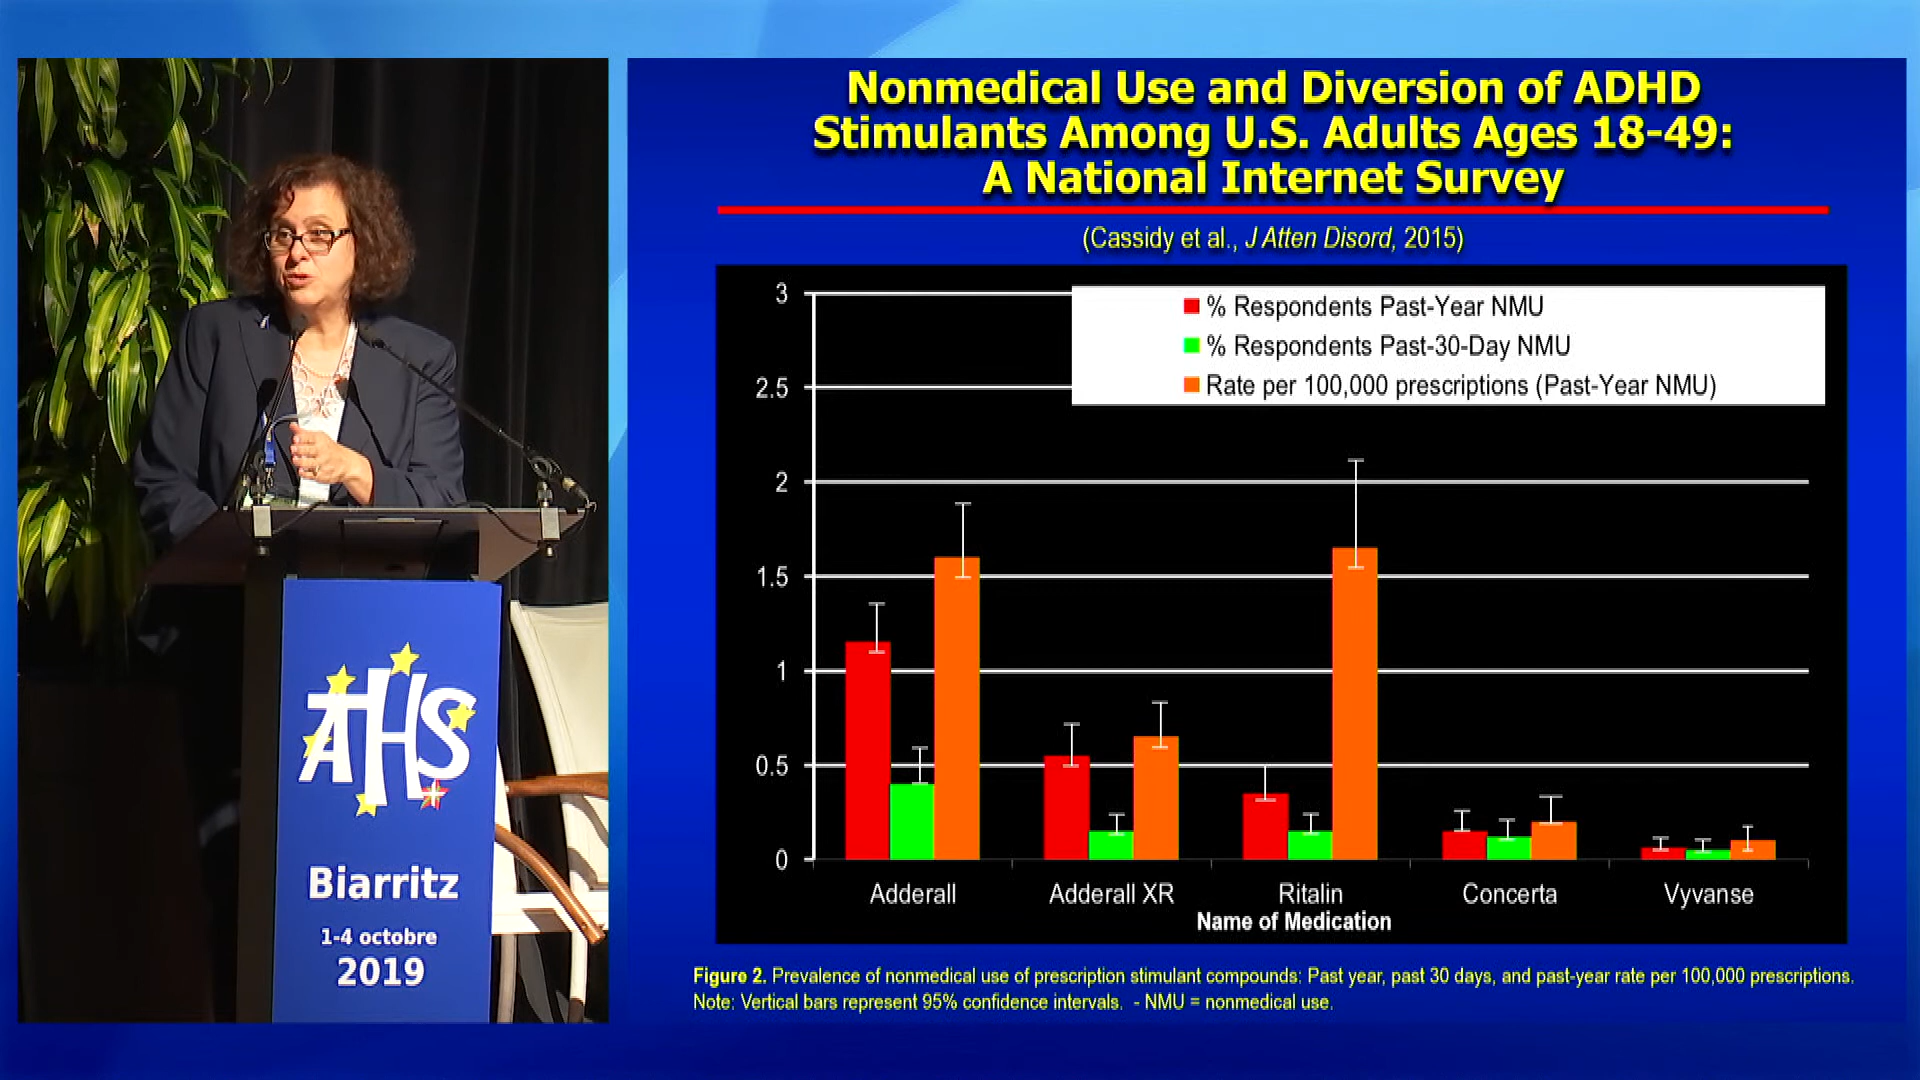 Nonmedical Use and Diversion of ADHD
Stimulants Among U.S. Adults Ages 18-49:
A National Internet Survey
(Cassidy et al., J Atten Disord, 2015)
3
2.5
2
1.5
1
0.5
0
% Respondents Past-Year NMU
% Respondents Past-30-Day NMU
Rate per 100,000 prescriptions (Past-Year NMU)
Adderall
Adderall XR
Ritalin
Concerta
Vyvanse
Name of Medication
Figure 2. Prevalence of nonmedical use of prescription stimulant compounds: Past year, past 30 days, and past-year rate per 100,000 prescriptions.
Note: Vertical bars represent 95% confidence intervals. - NMU = nonmedical use.
ATHS
Biarritz
1-4 octobre
2019